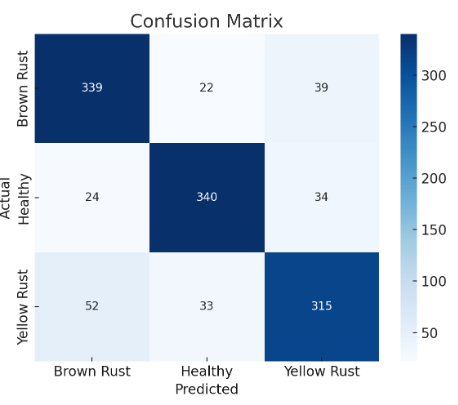 Confusion Matrix
Brown Rust
339
22
39
Actual
Healthy
24
340
34
Yellow Rust
52
33
315
Brown Rust
Healthy
Yellow Rust
Predicted
300
250
200
150
100
50